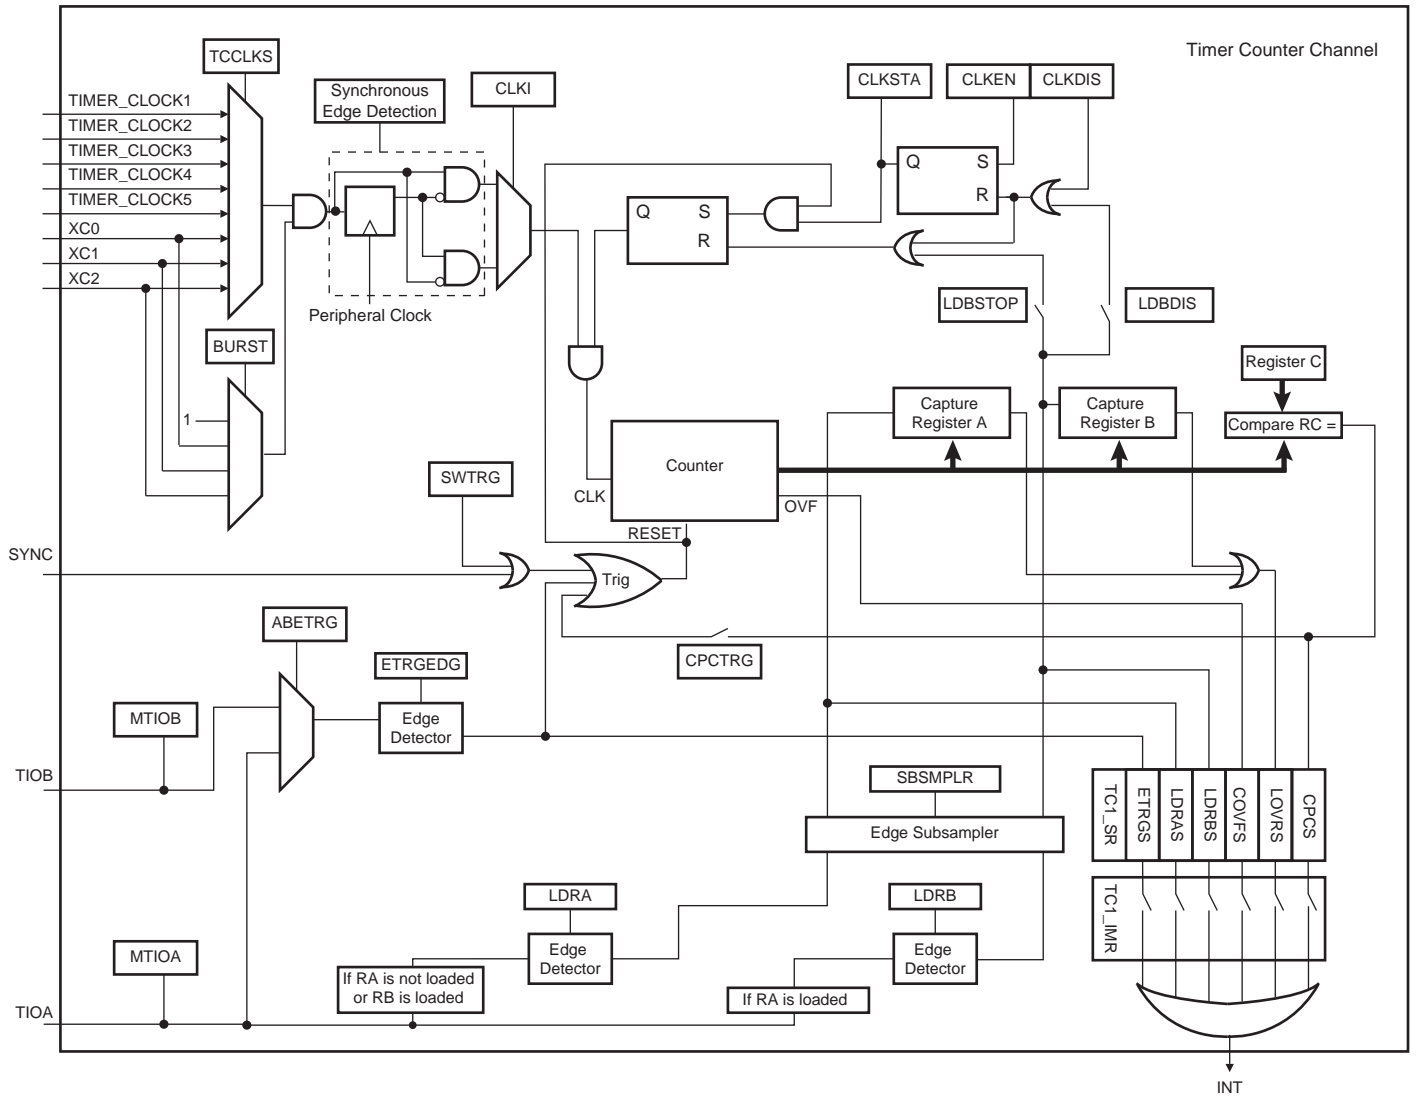 Timer Counter Channel
TCCLKS
CLKSTA
CLKEN
CLKDIS
Synchronous
Edge Detection
CLKI
TIMER_CLOCK1
TIMER_CLOCK2
TIMER_CLOCK3
TIMER_CLOCK4
TIMER_CLOCK5
XC0
XC1
XC2
Q
S
R
Q
S
R
Peripheral Clock
LDBSTOP
LDBDIS
BURST
Register C
1
Capture
Register A
Capture
Register B
Compare RC =
Counter
SWTRG
CLK
OVF
RESET
SYNC
Trig
ABETRG
CPCTRG
ETRGEDG
MTIOB
Edge
Detector
TIOB
SBSMPLR
Edge Subsampler
TC1_SR
ETRGS
LDRAS
LDRBS
COVFS
LOVRS
CPCS
LDRA
LDRB
TC1_IMR
MTIOA
Edge
Detector
Edge
Detector
If RA is not loaded
or RB is loaded
If RA is loaded
TIOA
INT